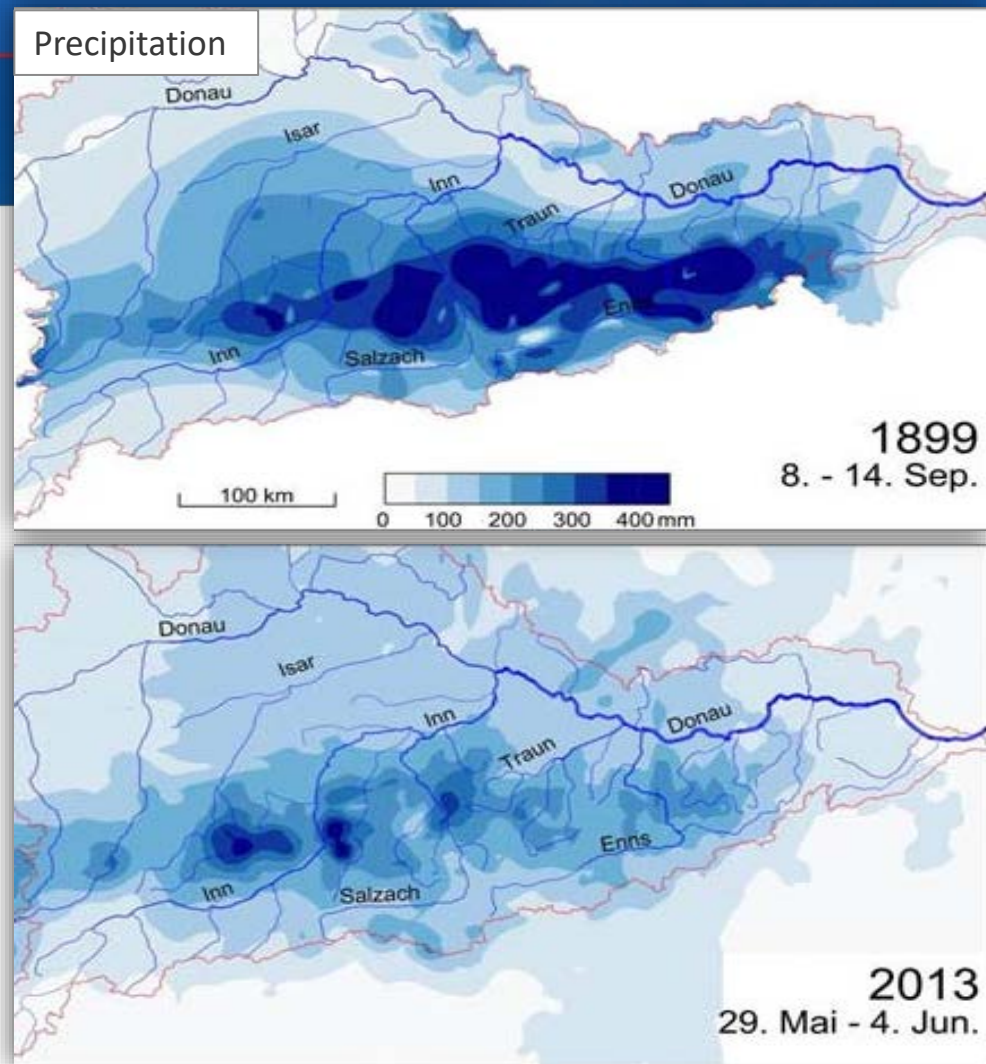 Precipitation
Donau
Isar
Inn
Donau
Traun
Enns
Inn
Salzach
1899
8. - 14. Sep.
100 km
0 100 200 300 400 mm
Donau
Isar
Inn
Donau
Traun
Enns
Inn
Salzach
2013
29. Mai - 4. Jun.